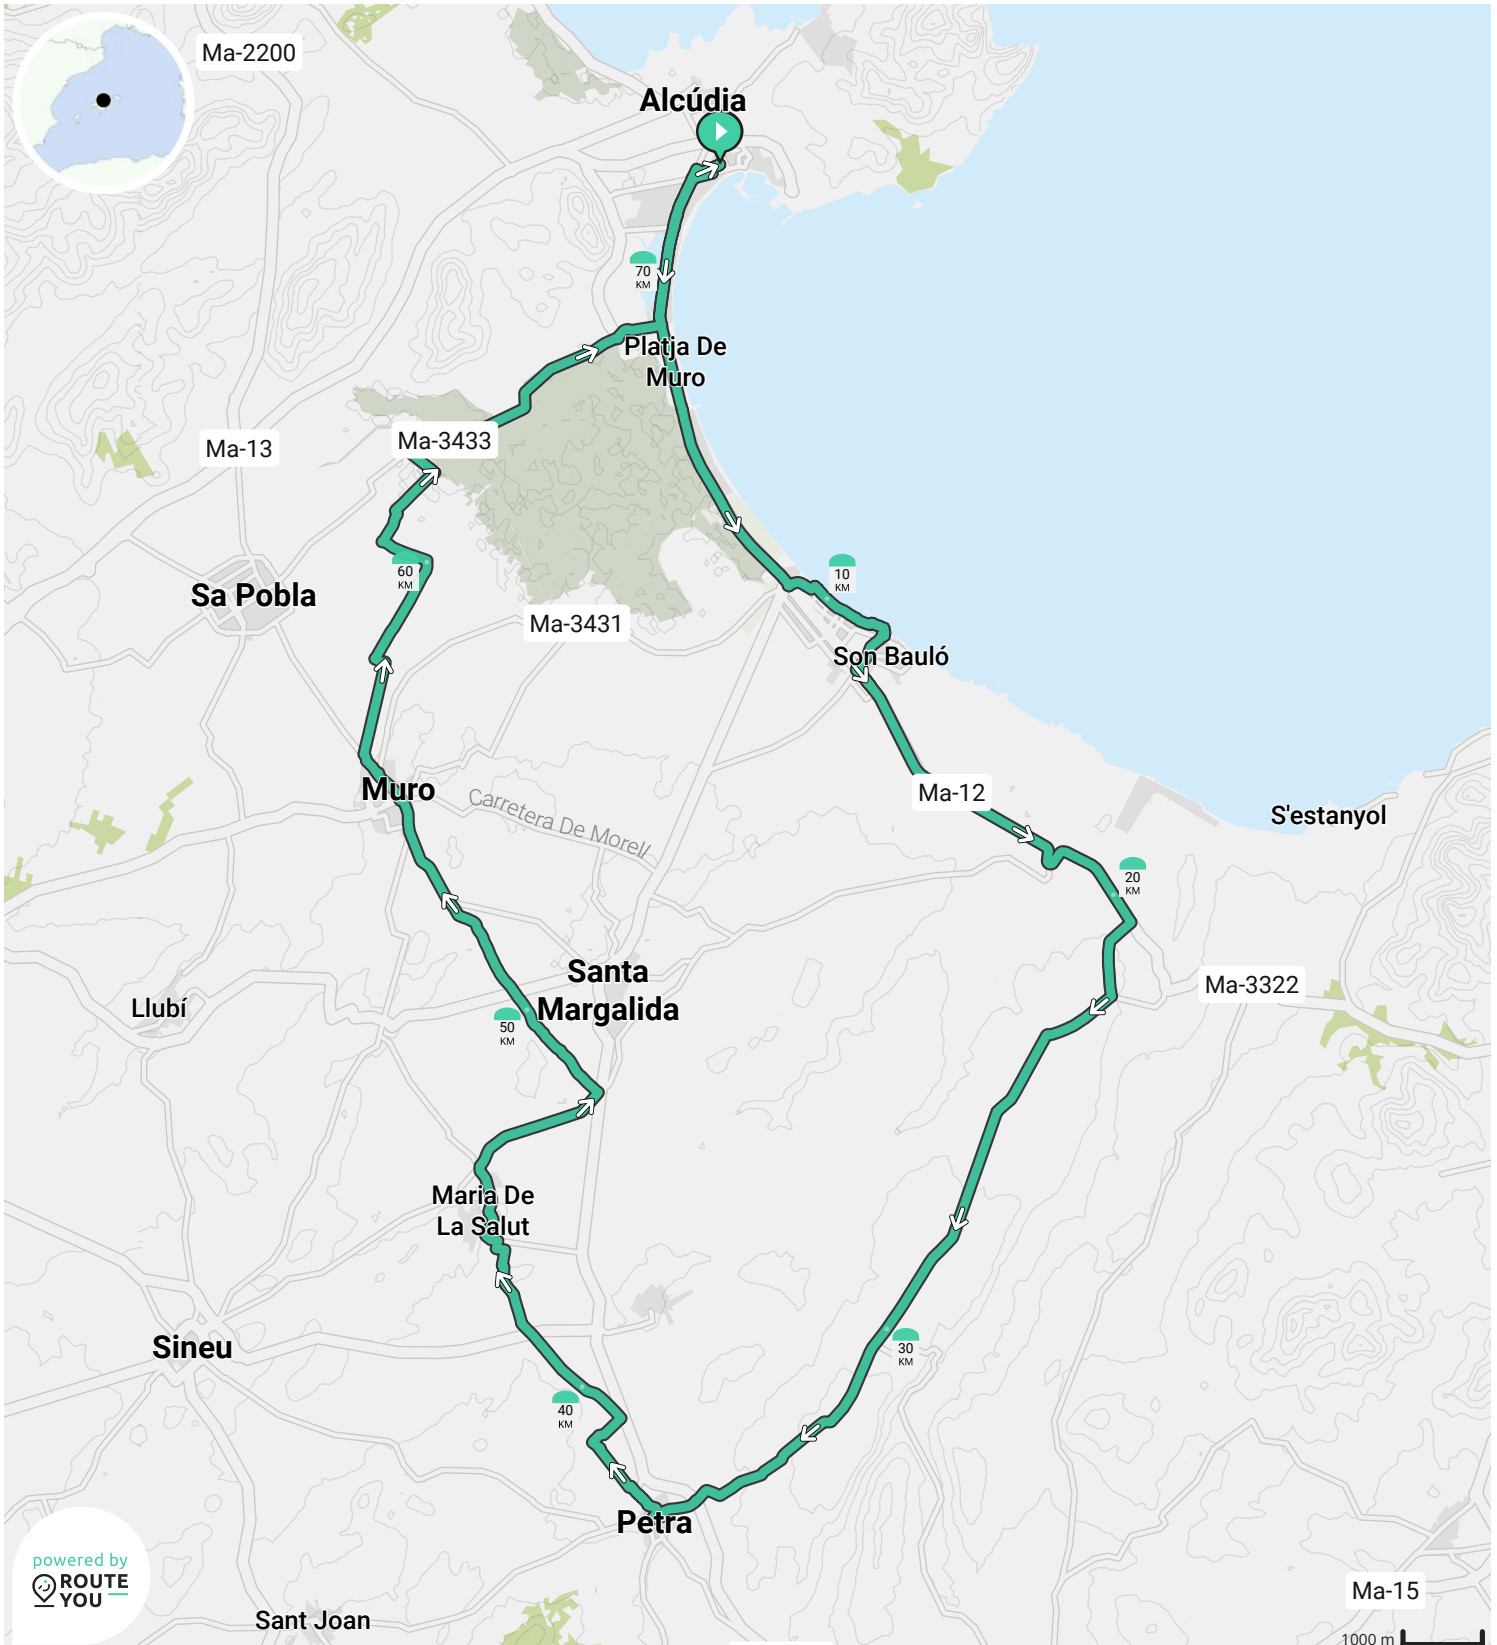 Ma-2200
Alcúdia
70
KM
Platja De
Muro
Ma-13
Ma-3433
60
KM
10
KM
Sa Pobla
Ma-3431
Son Bauló
Muro
Carretera De Morell
Ma-12
S'estanyol
20
KM
Santa
Margalida
Ma-3322
Llubí
50
KM
Maria De
La Salut
Sineu
30
KM
40
KM
Petra
powered by
ROUTE
YOU
Sant Joan
Ma-15
1000 m